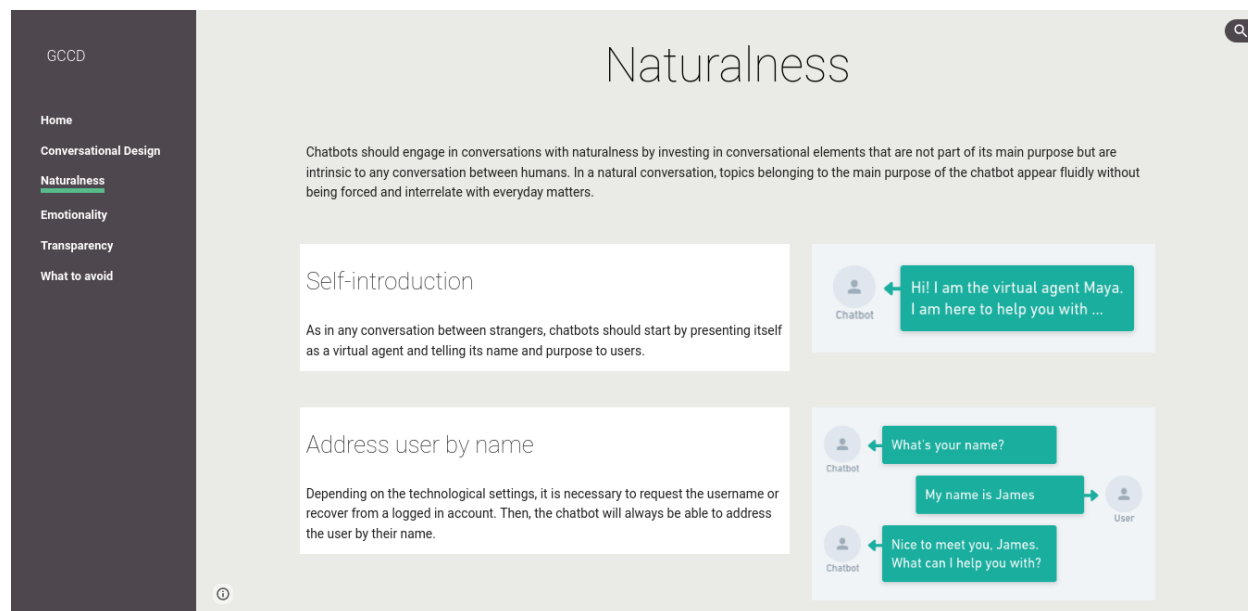 GCCD
Home
Conversational Design
Naturalness
Emotionality
Transparency
What to avoid
Naturalness
Chatbots should engage in conversations with naturalness by investing in conversational elements that are not part of its main purpose but are
intrinsic to any conversation between humans. In a natural conversation, topics belonging to the main purpose of the chatbot appear fluidly without
being forced and interrelate with everyday matters.
Self-introduction
As in any conversation between strangers, chatbots should start by presenting itself
as a virtual agent and telling its name and purpose to users.
Hi! I am the virtual agent Maya.
I am here to help you with ...
Chatbot
Address user by name
Depending on the technological settings, it is necessary to request the username or
recover from a logged in account. Then, the chatbot will always be able to address
the user by their name.
What's your name?
Chatbot
My name is James
User
Nice to meet you, James.
What can I help you with?
Chatbot